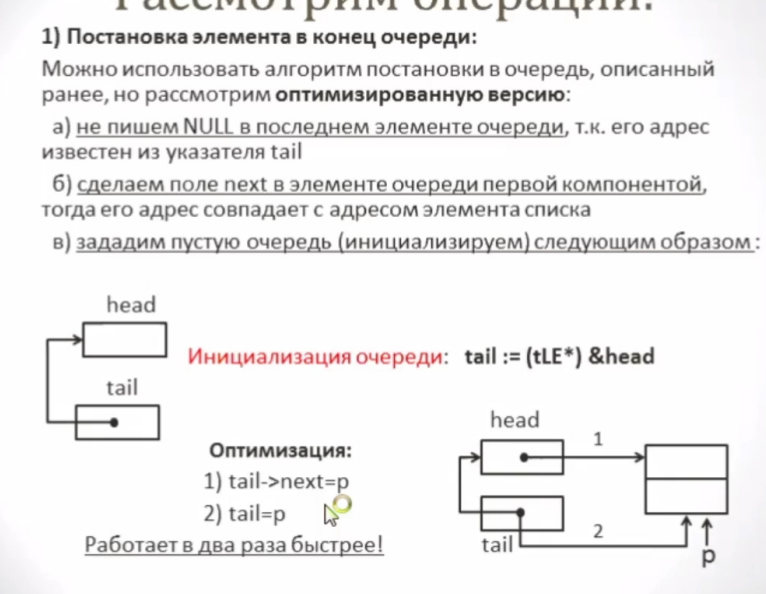 Рассмотрим операции:
1) Постановка элемента в конец очереди:
Можно использовать алгоритм постановки в очередь, описанный
ранее, но рассмотрим оптимизированную версию:
а) не пишем NULL в последнем элементе очереди, т.к. его адрес
известен из указателя tail
б) сделаем поле next в элементе очереди первой компонентой,
тогда его адрес совпадает с адресом элемента списка
в) зададим пустую очередь (инициализируем) следующим образом :
head
Инициализация очереди: tail := (tLE*) &head
tail
head
1
Оптимизация:
1) tail->next=p
2) tail=p
Работает в два раза быстрее!
tail
2
p